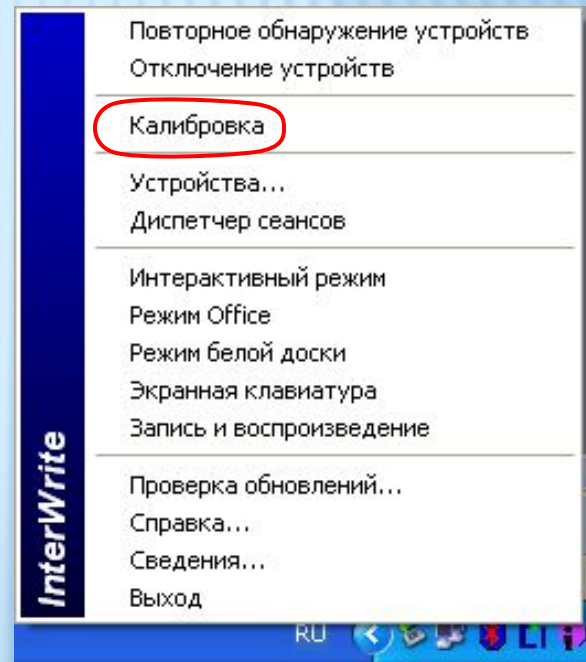 Повторное обнаружение устройств
Отключение устройств
Калибровка
Устройства...
Диспетчер сеансов
Интерактивный режим
Режим Office
Режим белой доски
Экранная клавиатура
Запись и воспроизведение
Проверка обновлений...
Справка...
Сведения...
Выход
InterWrite
RU